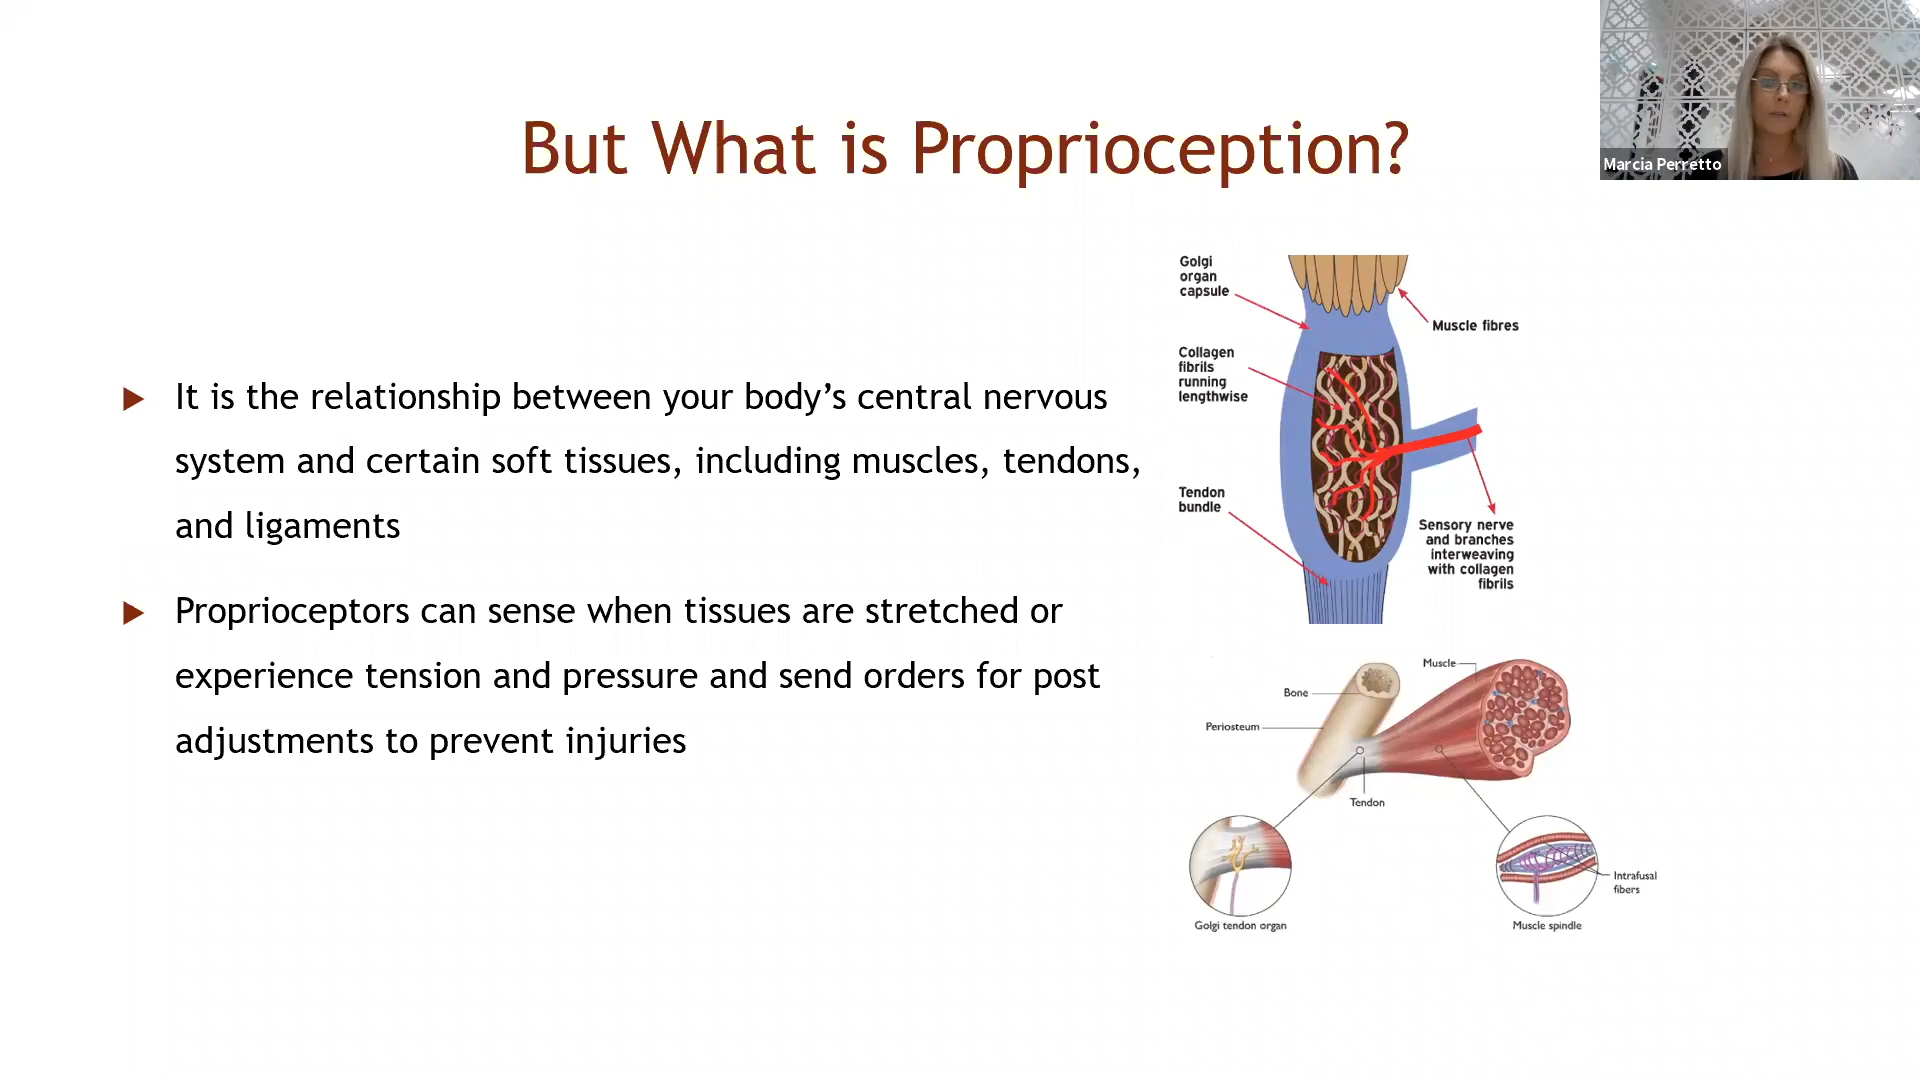 But What is Proprioception?
Marcia Perretto
It is the relationship between your body’s central nervous
system and certain soft tissues, including muscles, tendons,
and ligaments
Proprioceptors can sense when tissues are stretched or
experience tension and pressure and send orders for post
adjustments to prevent injuries
Golgi
organ
capsule
Muscle fibres
Collagen
fibrils
running
lengthwise
Tendon
bundle
Sensory nerve
and branches
interweaving
with collagen
fibrils
Muscle
Bone
Periosteum
Tendon
Intrafusal
fibers
Golgi tendon organ
Muscle spindle